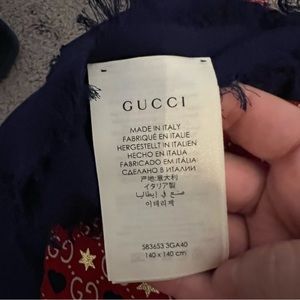 GUCCI
MADE IN ITALY
FABRIQUÉ EN ITALIE
HERGESTELLT IN ITALIEN
HECHO EN ITALIA
FABRICADO EM ITÁLIA
СДЕЛАНО В ИТАЛИИ
产地:意大利
イタリア製
صنع في إيطاليا
이태리제
583653 3GA40
140 x 140 cm